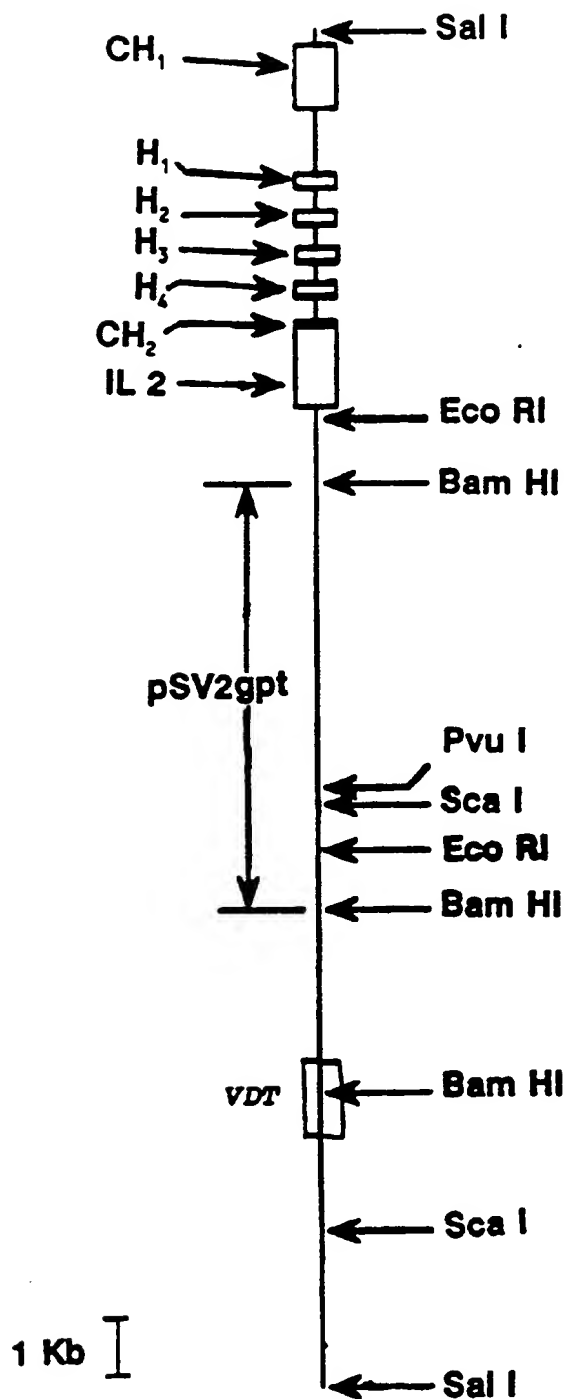 Sal I
CH₁
H₁
H₂
H₃
H₄
CH₂
IL 2
Eco RI
Bam HI
pSV2gpt
Pvu I
Sca I
Eco RI
Bam HI
VDT
Bam HI
Sca I
1 Kb
Sal I